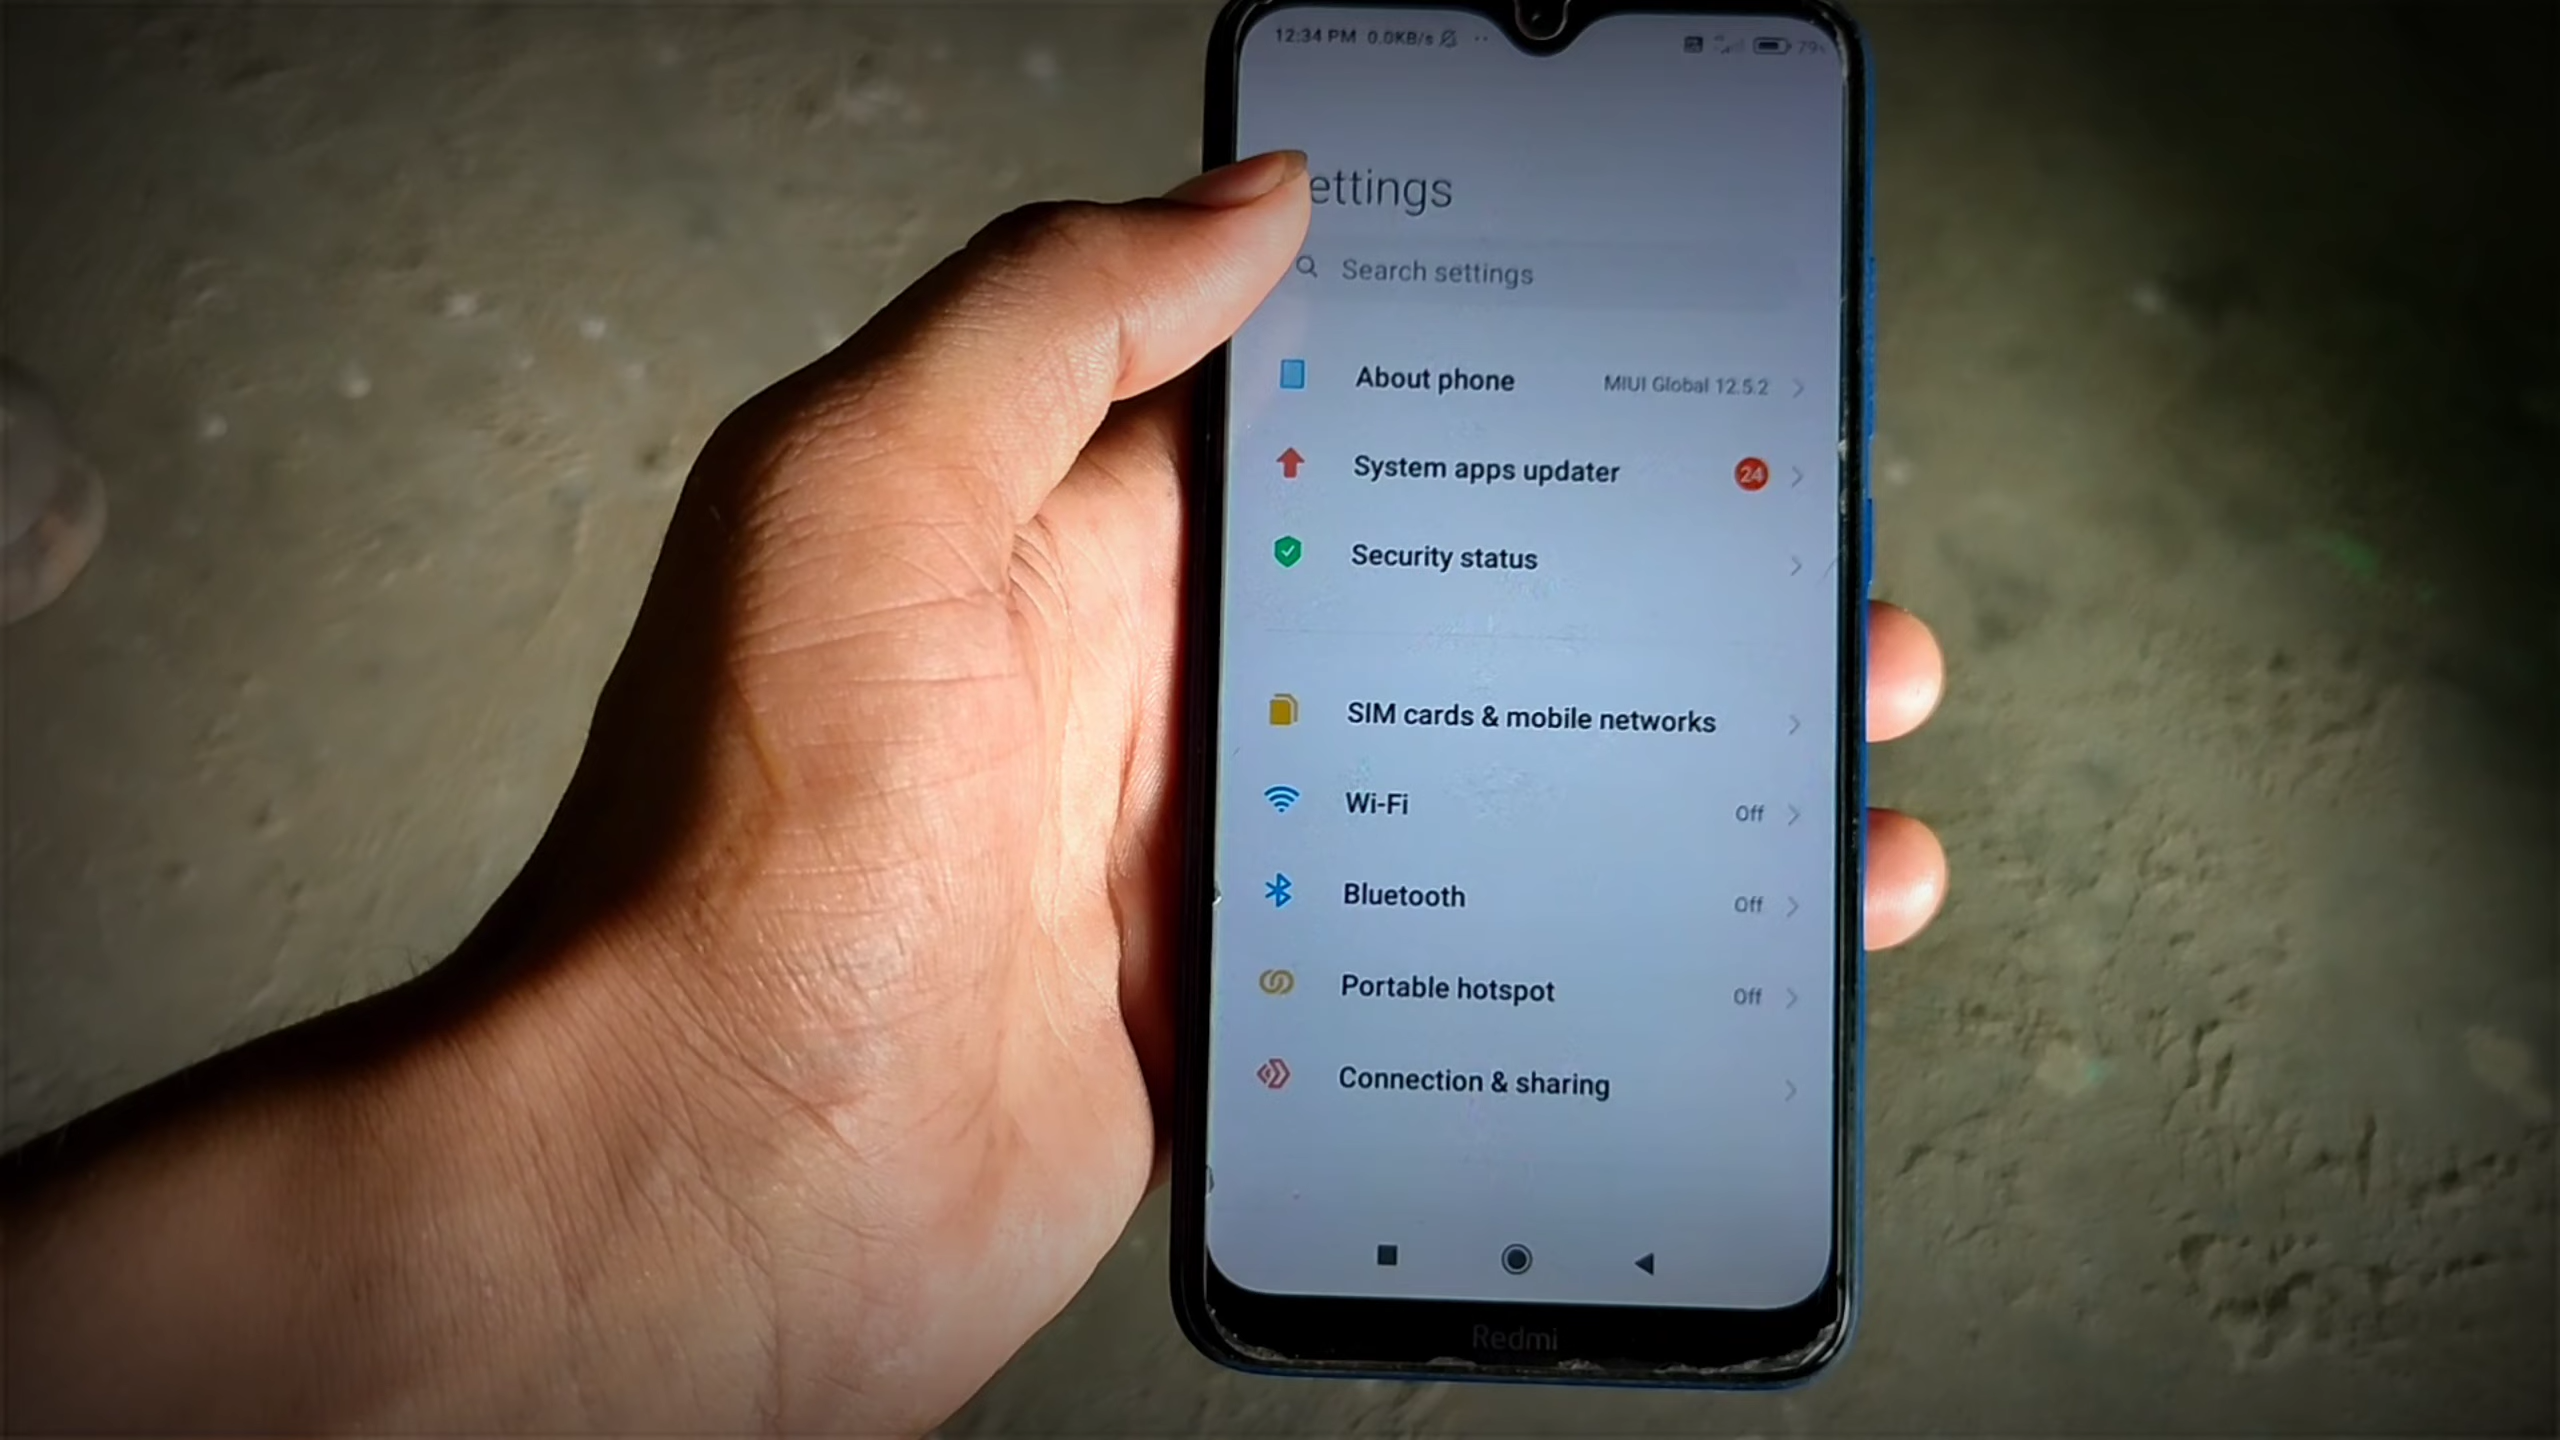 12:34 PM 0.0KB/s 79
ettings
Search settings
About phone MIUI Global 12.5.2
System apps updater 24
Security status
SIM cards & mobile networks
Wi-Fi Off
Bluetooth Off
Portable hotspot Off
Connection & sharing
Redmi